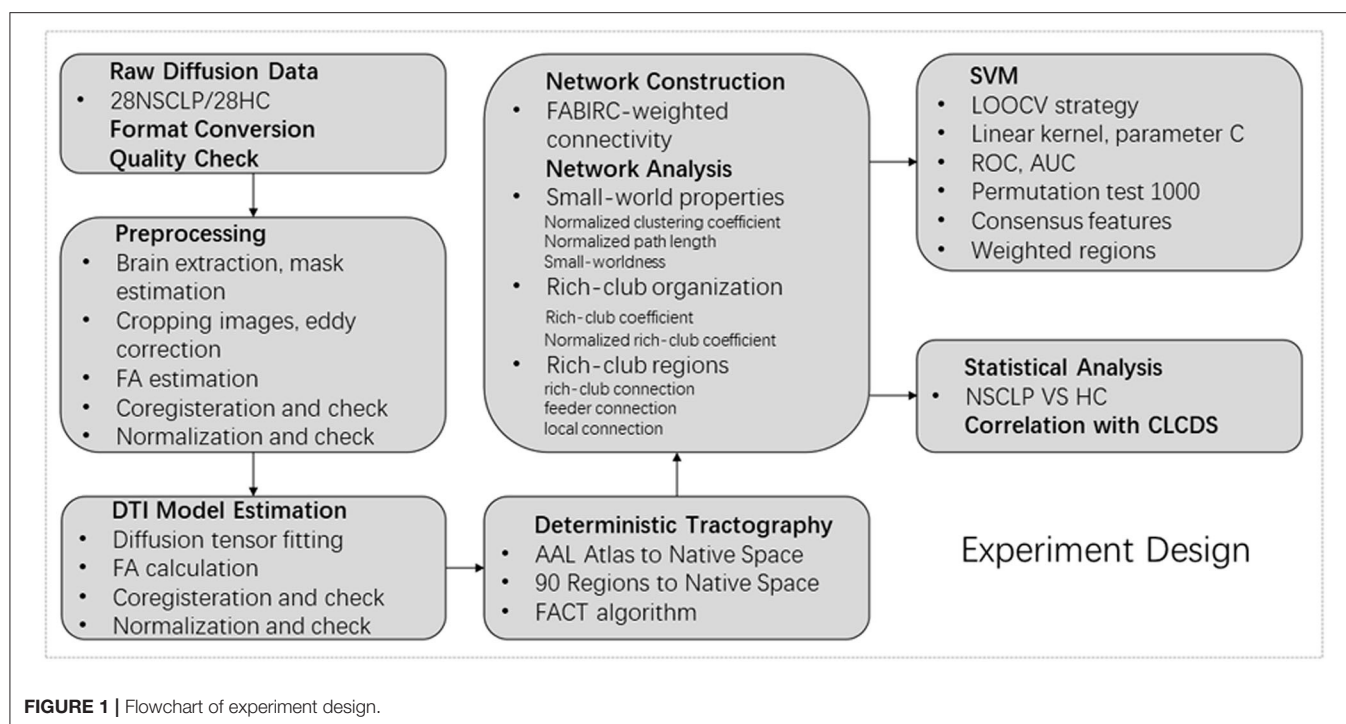 Raw Diffusion Data
• 28NSCLP/28HC
Format Conversion
Quality Check
Preprocessing
• Brain extraction, mask
estimation
• Cropping images, eddy
correction
• FA estimation
• Coregisteration and check
• Normalization and check
DTI Model Estimation
• Diffusion tensor fitting
• FA calculation
• Coregisteration and check
• Normalization and check
Deterministic Tractography
• AAL Atlas to Native Space
• 90 Regions to Native Space
• FACT algorithm
Network Construction
• FABIRC-weighted
connectivity
Network Analysis
• Small-world properties
Normalized clustering coefficient
Normalized path length
Small-worldness
• Rich-club organization
Rich-club coefficient
Normalized rich-club coefficient
• Rich-club regions
rich-club connection
feeder connection
local connection
SVM
• LOOCV strategy
• Linear kernel, parameter C
• ROC, AUC
• Permutation test 1000
• Consensus features
• Weighted regions
Statistical Analysis
• NSCLP VS HC
Correlation with CLCDS
Experiment Design
FIGURE 1 | Flowchart of experiment design.